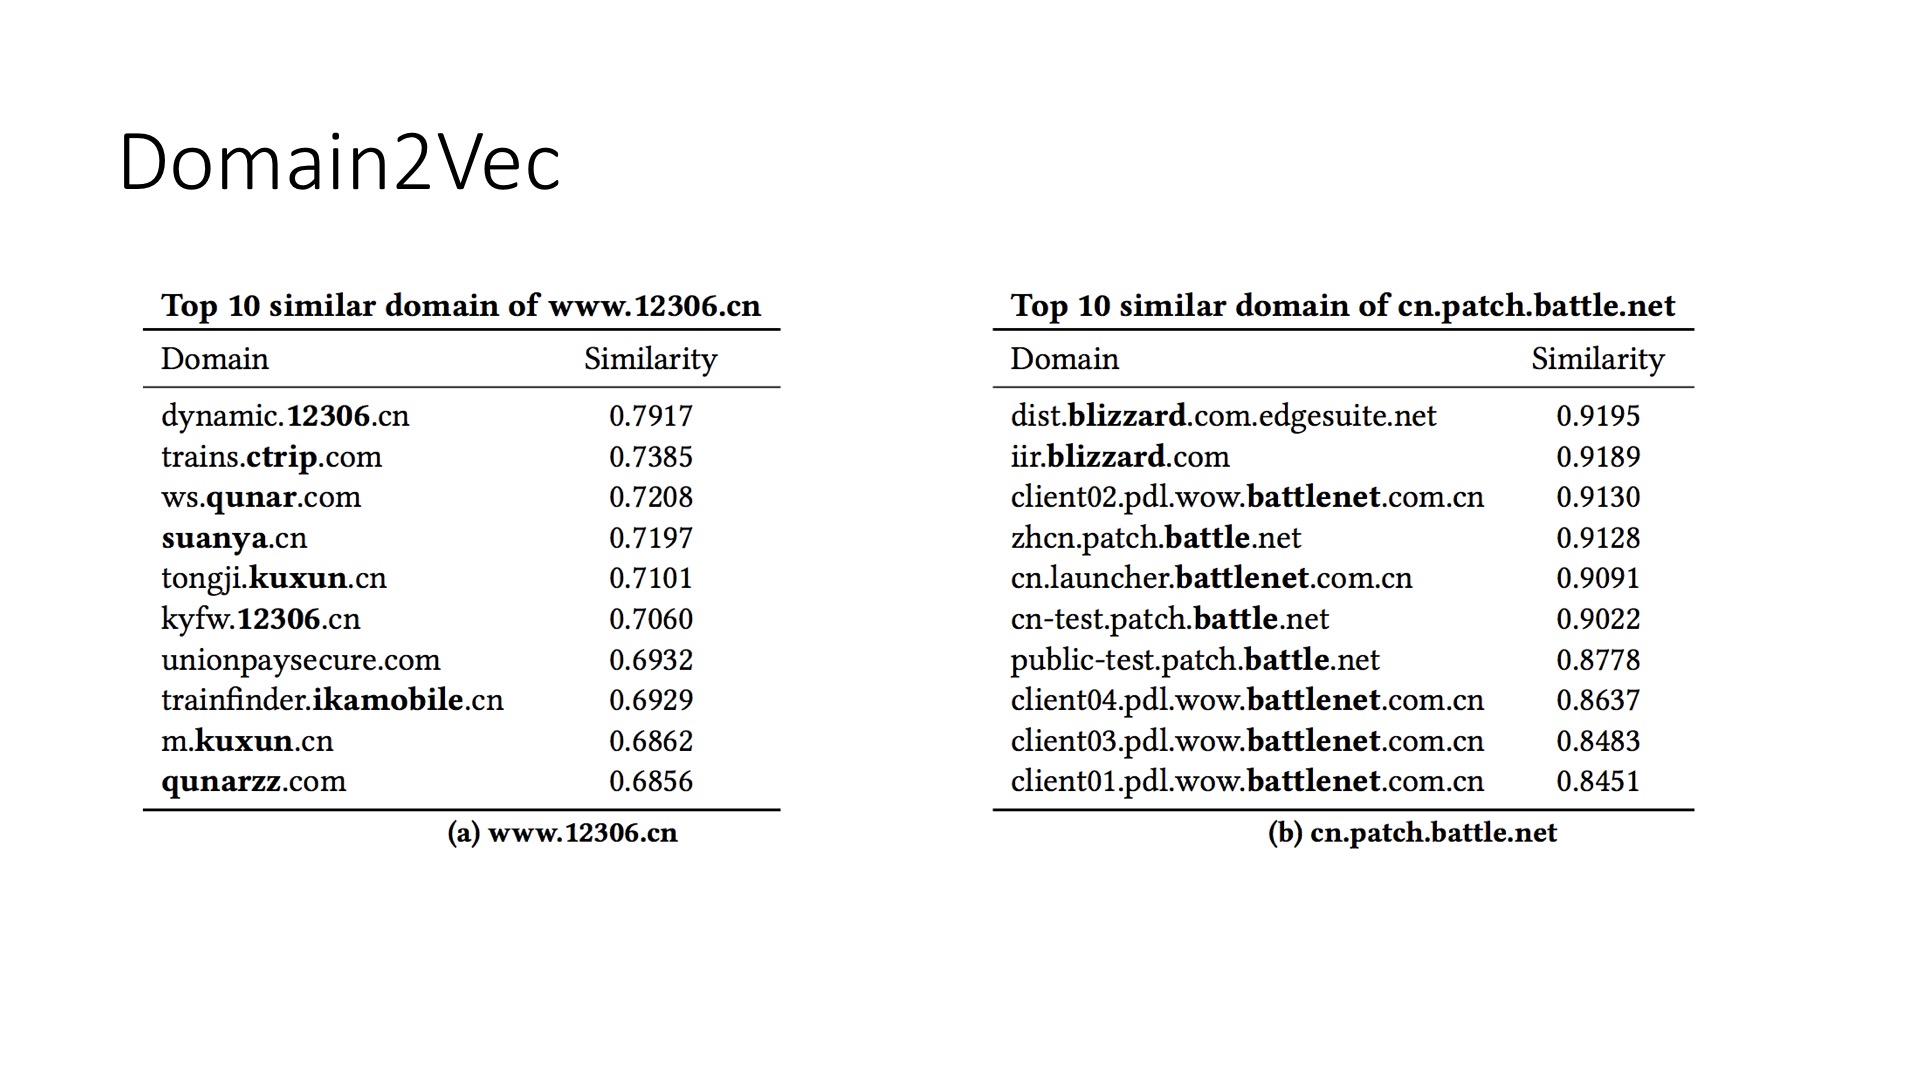 Domain2Vec
Top 10 similar domain of www.12306.cn
Domain Similarity
dynamic.12306.cn 0.7917
trains.ctrip.com 0.7385
ws.qunar.com 0.7208
suanya.cn 0.7197
tongji.kuxun.cn 0.7101
kyfw.12306.cn 0.7060
unionpaysecure.com 0.6932
trainfinder.ikamobile.cn 0.6929
m.kuxun.cn 0.6862
qunarzz.com 0.6856
(a) www.12306.cn
Top 10 similar domain of cn.patch.battle.net
Domain Similarity
dist.blizzard.com.edgesuite.net 0.9195
iir.blizzard.com 0.9189
client02.pdl.wow.battlenet.com.cn 0.9130
zhcn.patch.battle.net 0.9128
cn.launcher.battlenet.com.cn 0.9091
cn-test.patch.battle.net 0.9022
public-test.patch.battle.net 0.8778
client04.pdl.wow.battlenet.com.cn 0.8637
client03.pdl.wow.battlenet.com.cn 0.8483
client01.pdl.wow.battlenet.com.cn 0.8451
(b) cn.patch.battle.net